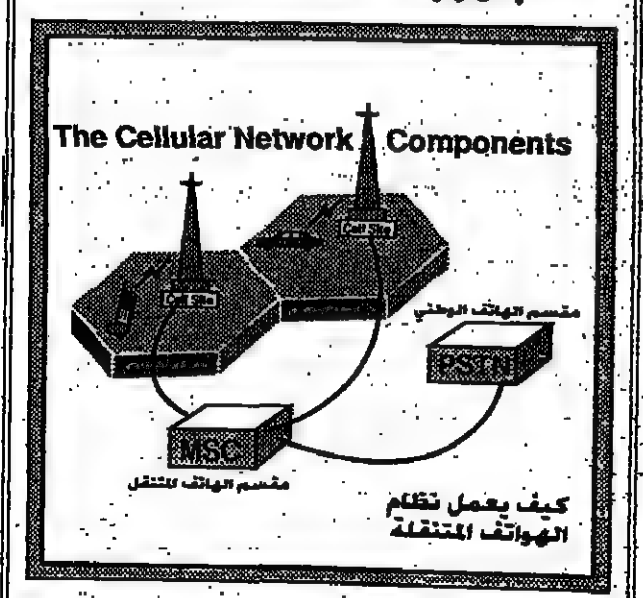 The Cellular Network Components
Cell Site
Cell Site
مقسم الهاتف الوطني
PSTN
MSC
مقسم الهاتف المتنقل
كيف يعمل نظام
الهواتف المتنقلة